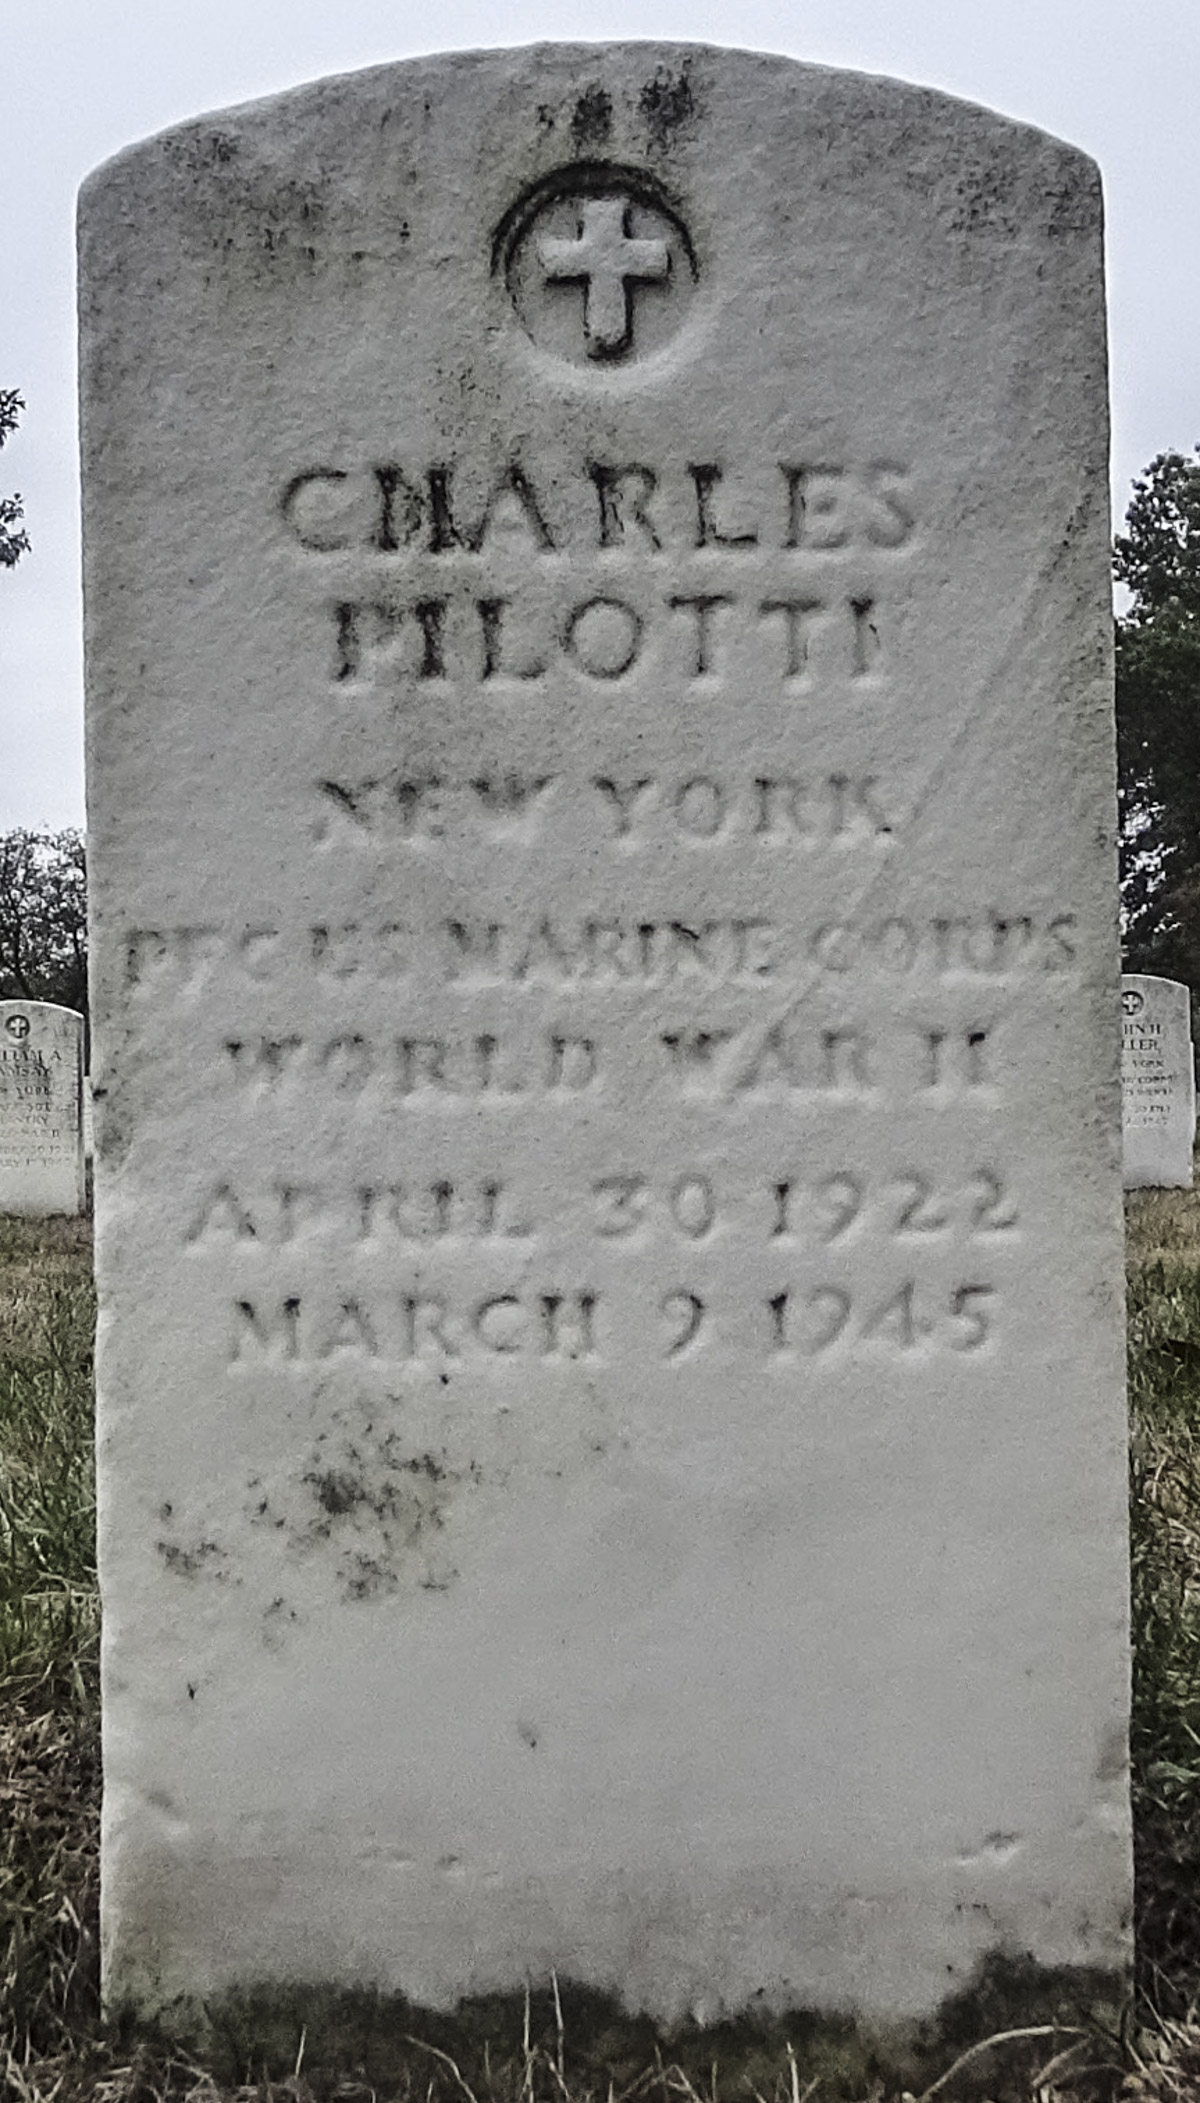 CHARLES
PILOTTI
NEW YORK
PFC US MARINE CORPS
WORLD WAR II
APRIL 30 1922
MARCH 9 1945